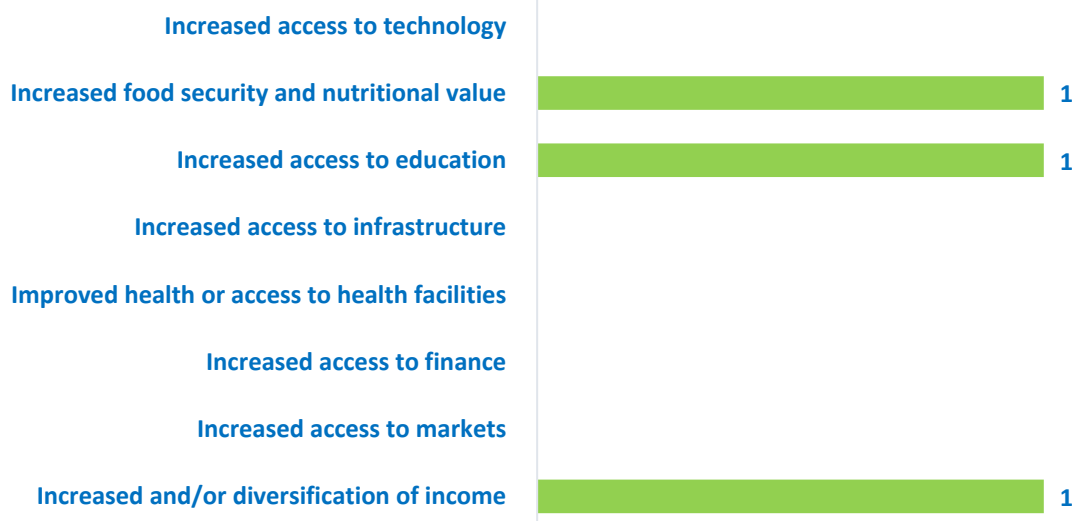 Increased access to technology
Increased food security and nutritional value 1
Increased access to education 1
Increased access to infrastructure
Improved health or access to health facilities
Increased access to finance
Increased access to markets
Increased and/or diversification of income 1